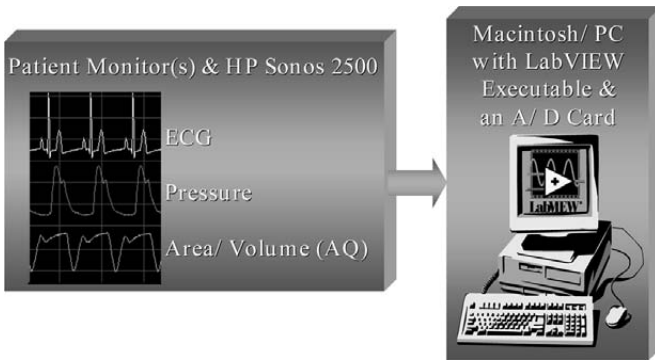 Patient Monitor(s) & HP Sonos 2500
ECG
Pressure
Area/ Volume (AQ)
Macintosh/ PC
with LabVIEW
Executable &
an A/ D Card
LabVIEW